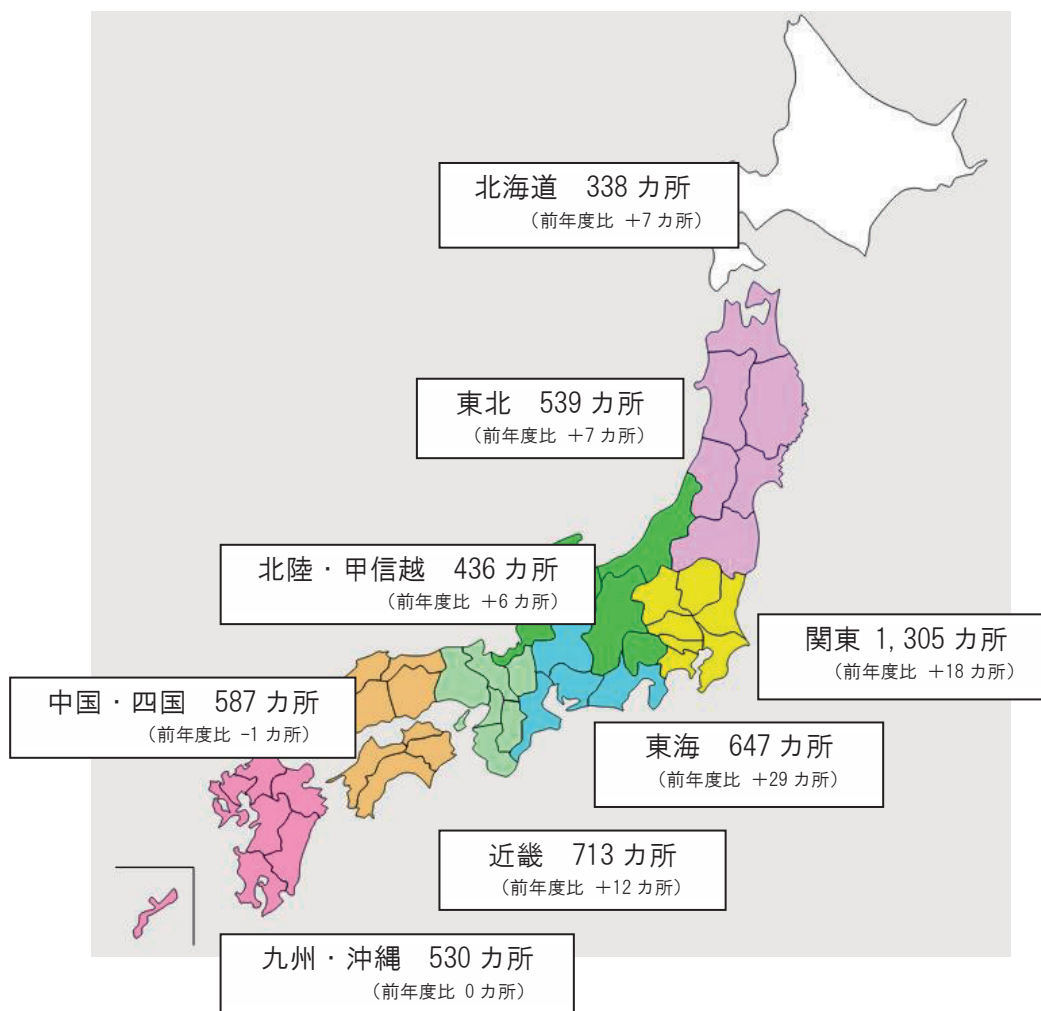 北海道　338 カ所
（前年度比 +7 カ所）
東北　539 カ所
（前年度比 +7 カ所）
北陸・甲信越　436 カ所
（前年度比 +6 カ所）
関東 1,305 カ所
（前年度比 +18 カ所）
中国・四国　587 カ所
（前年度比 -1 カ所）
東海　647 カ所
（前年度比 +29 カ所）
近畿　713 カ所
（前年度比 +12 カ所）
九州・沖縄　530 カ所
（前年度比 0 カ所）